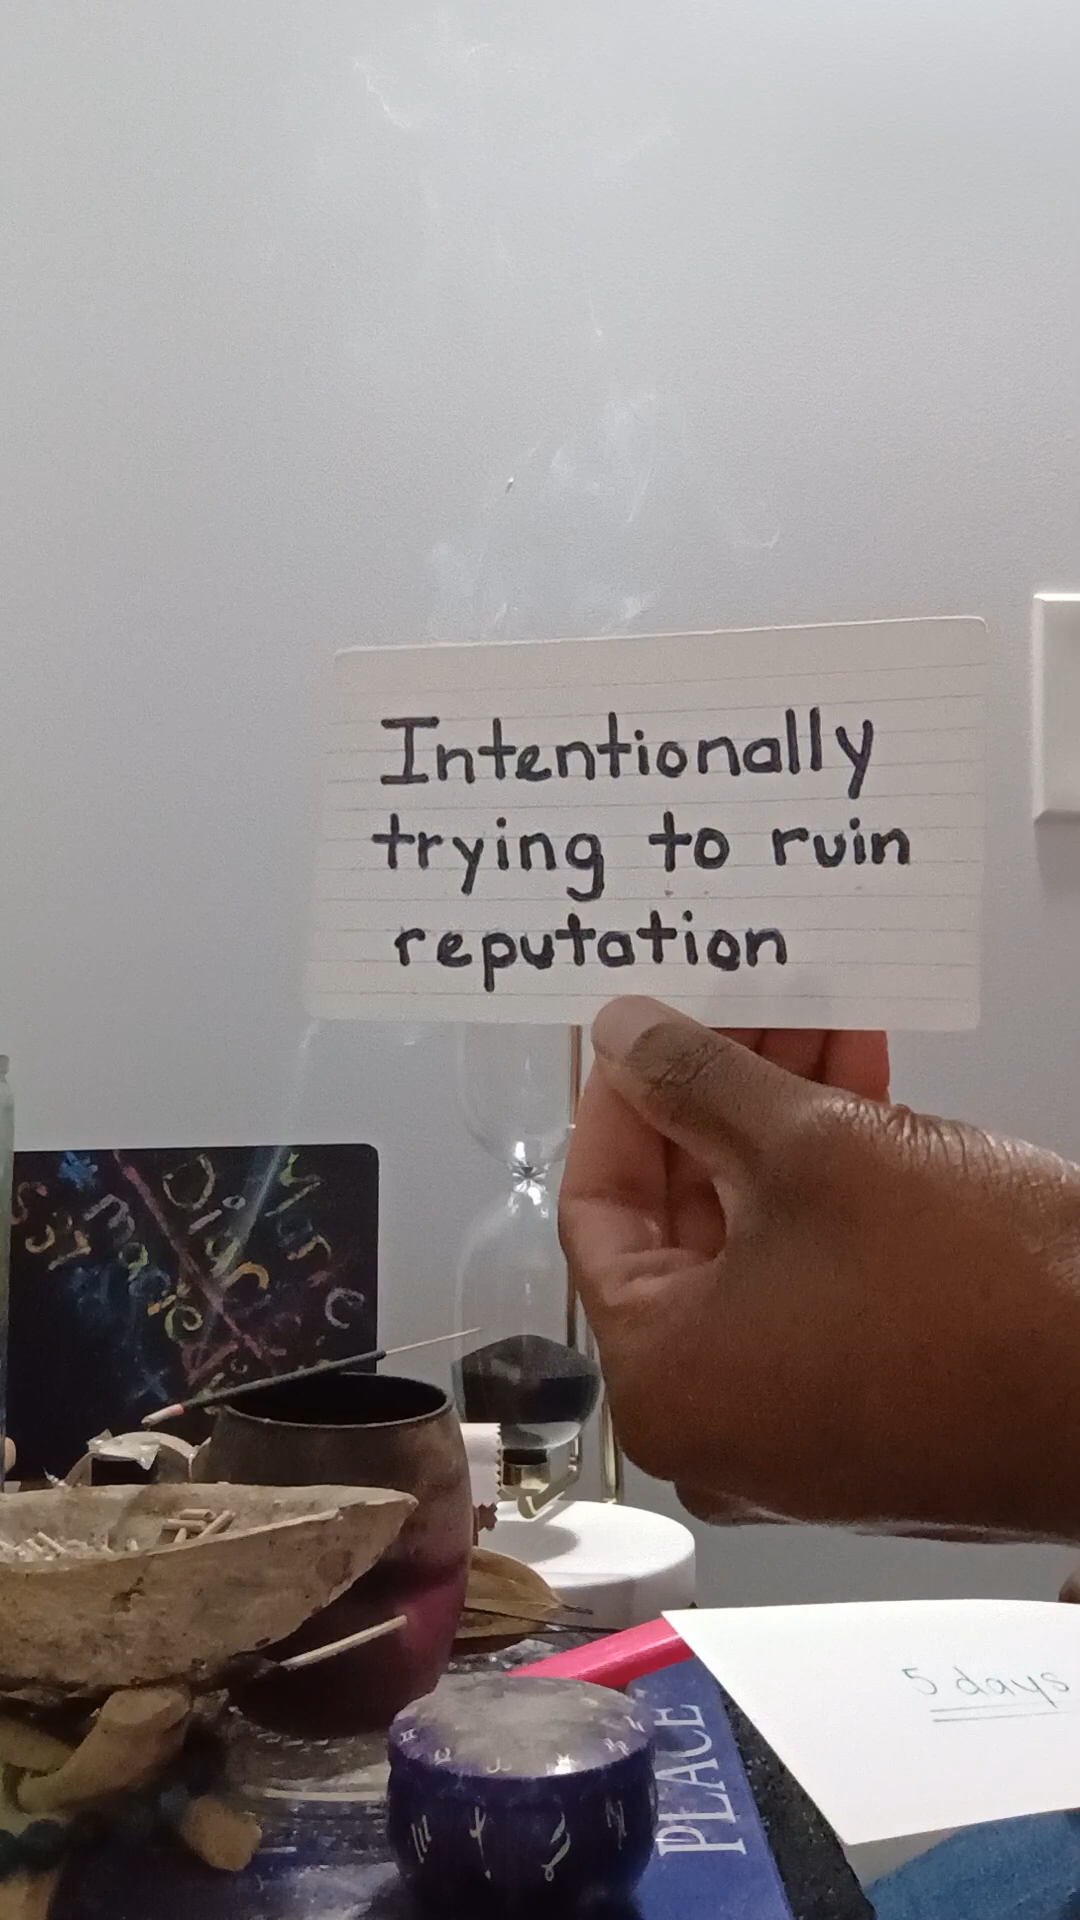 Intentionally
trying to ruin
reputation
5 days
PLACE